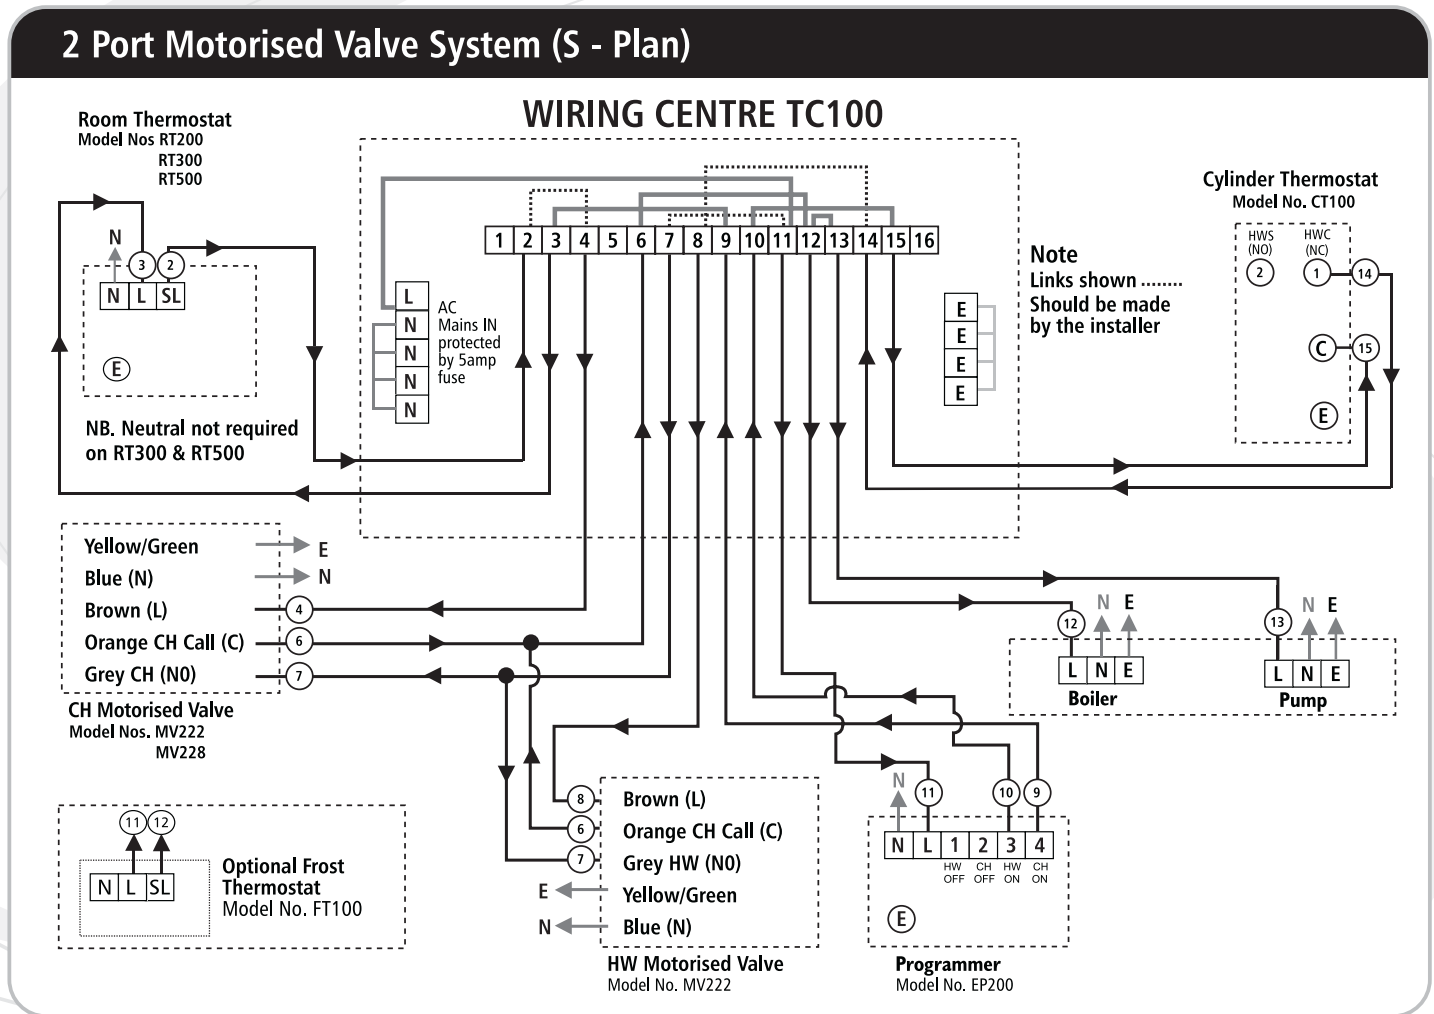 2 Port Motorised Valve System (S - Plan)
WIRING CENTRE TC100
Room Thermostat
Model Nos RT200
RT300
RT500
N
3 2
N L SL
E
NB. Neutral not required
on RT300 & RT500
1 2 3 4 5 6 7 8 9 10 11 12 13 14 15 16
L
N
N
N
N
AC
Mains IN
protected
by 5amp
fuse
E
E
E
E
Note
Links shown ........
Should be made
by the installer
Cylinder Thermostat
Model No. CT100
HWS
(NO)
HWC
(NC)
2 1 14
C 15
E
Yellow/Green E
Blue (N) N
Brown (L) 4
Orange CH Call (C) 6
Grey CH (N0) 7
CH Motorised Valve
Model Nos. MV222
MV228
N E
12
L N E
Boiler
N E
13
L N E
Pump
11 12
N L SL
Optional Frost
Thermostat
Model No. FT100
8 Brown (L)
6 Orange CH Call (C)
7 Grey HW (N0)
E Yellow/Green
N Blue (N)
HW Motorised Valve
Model No. MV222
N 11 10 9
N L 1 2 3 4
HW CH HW CH
OFF OFF ON ON
E
Programmer
Model No. EP200